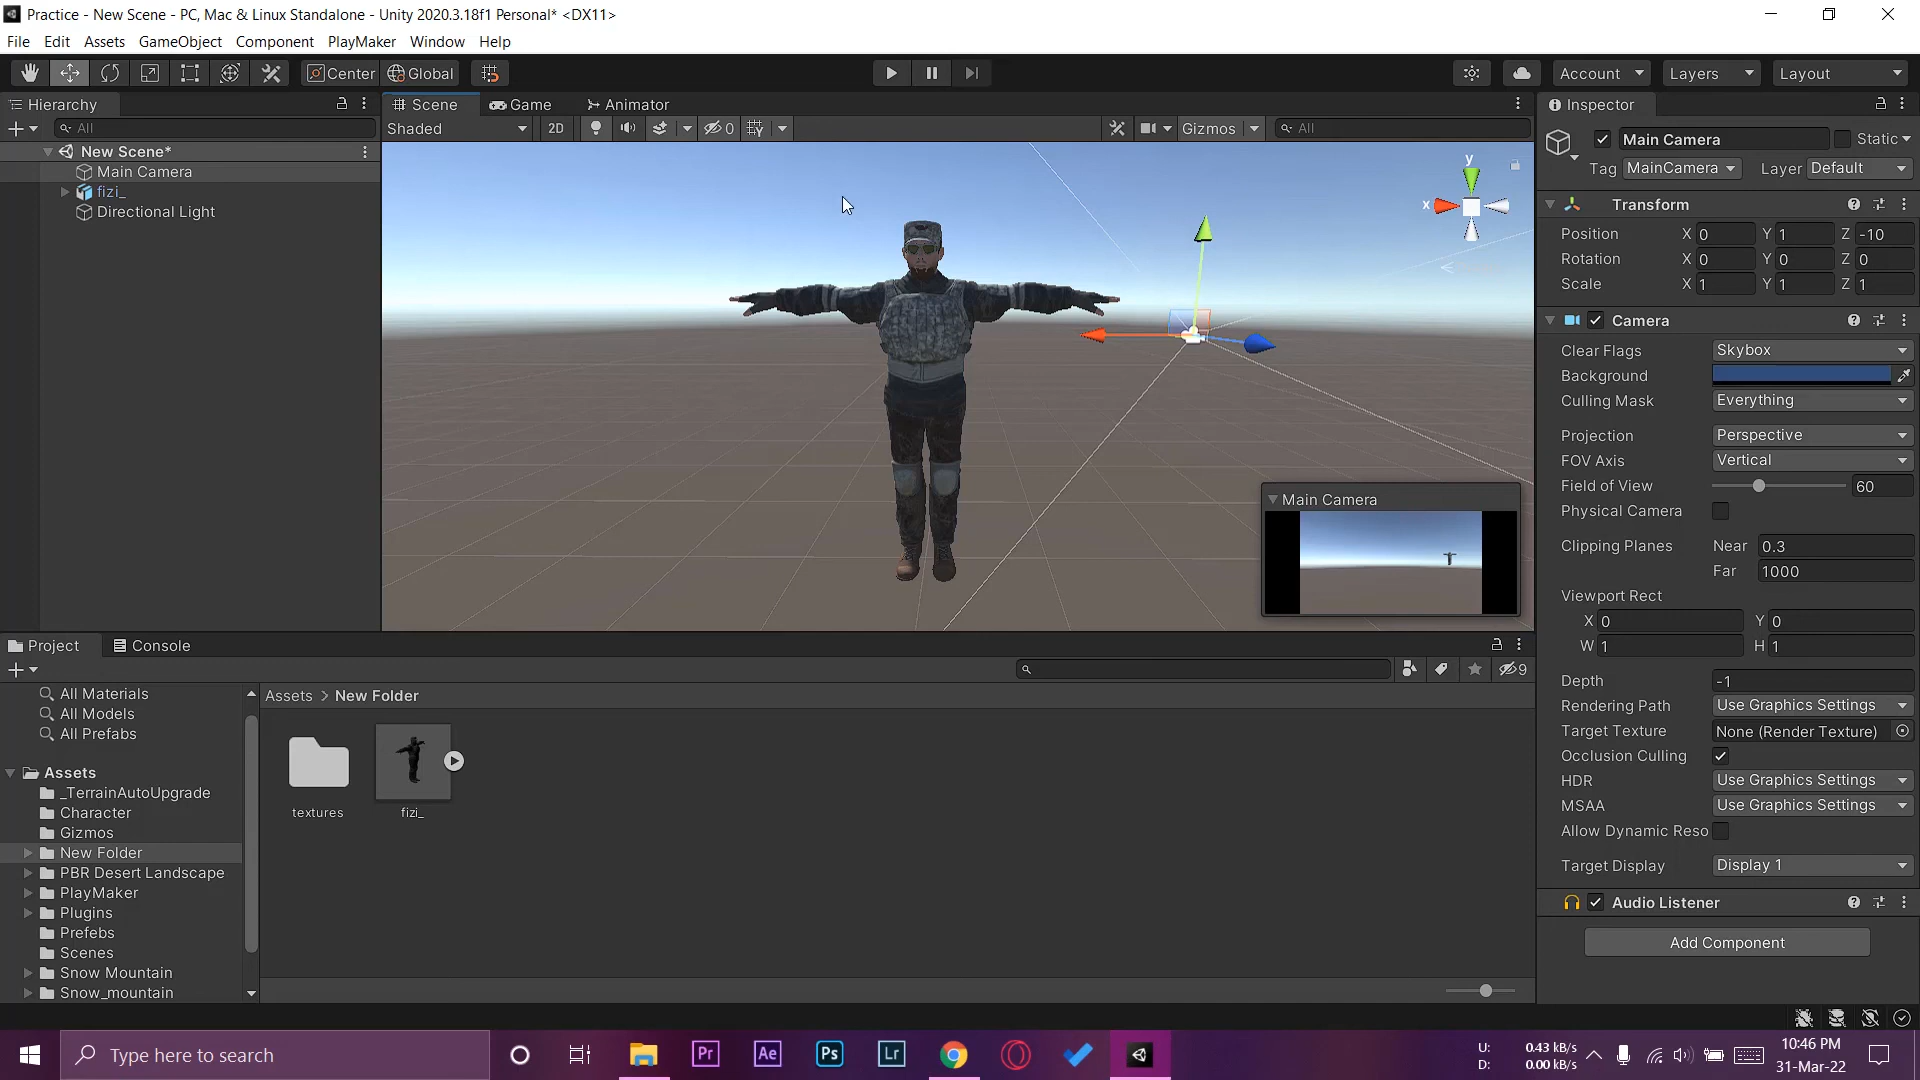 Practice - New Scene - PC, Mac & Linux Standalone - Unity 2020.3.18f1 Personal* <DX11>
File Edit Assets GameObject Component PlayMaker Window Help
Center Global Account Layers Layout
Hierarchy
All
New Scene*
Main Camera
fizi_
Directional Light
Scene Game Animator
Shaded 2D 0 Gizmos All
y
x
Main Camera
Inspector
Main Camera Static
Tag MainCamera Layer Default
Transform
Position X 0 Y 1 Z -10
Rotation X 0 Y 0 Z 0
Scale X 1 Y 1 Z 1
Camera
Clear Flags Skybox
Background
Culling Mask Everything
Projection Perspective
FOV Axis Vertical
Field of View 60
Physical Camera
Clipping Planes Near 0.3
Far 1000
Viewport Rect
X 0 Y 0
W 1 H 1
Depth -1
Rendering Path Use Graphics Settings
Target Texture None (Render Texture)
Occlusion Culling
HDR Use Graphics Settings
MSAA Use Graphics Settings
Allow Dynamic Reso
Target Display Display 1
Audio Listener
Add Component
Project Console
9
All Materials
All Models
All Prefabs
Assets
_TerrainAutoUpgrade
Character
Gizmos
New Folder
PBR Desert Landscape
PlayMaker
Plugins
Prefebs
Scenes
Snow Mountain
Snow_mountain
Assets > New Folder
textures fizi_
Type here to search
Pr Ae Ps Lr
U: 0.43 kB/s
D: 0.00 kB/s
10:46 PM
31-Mar-22